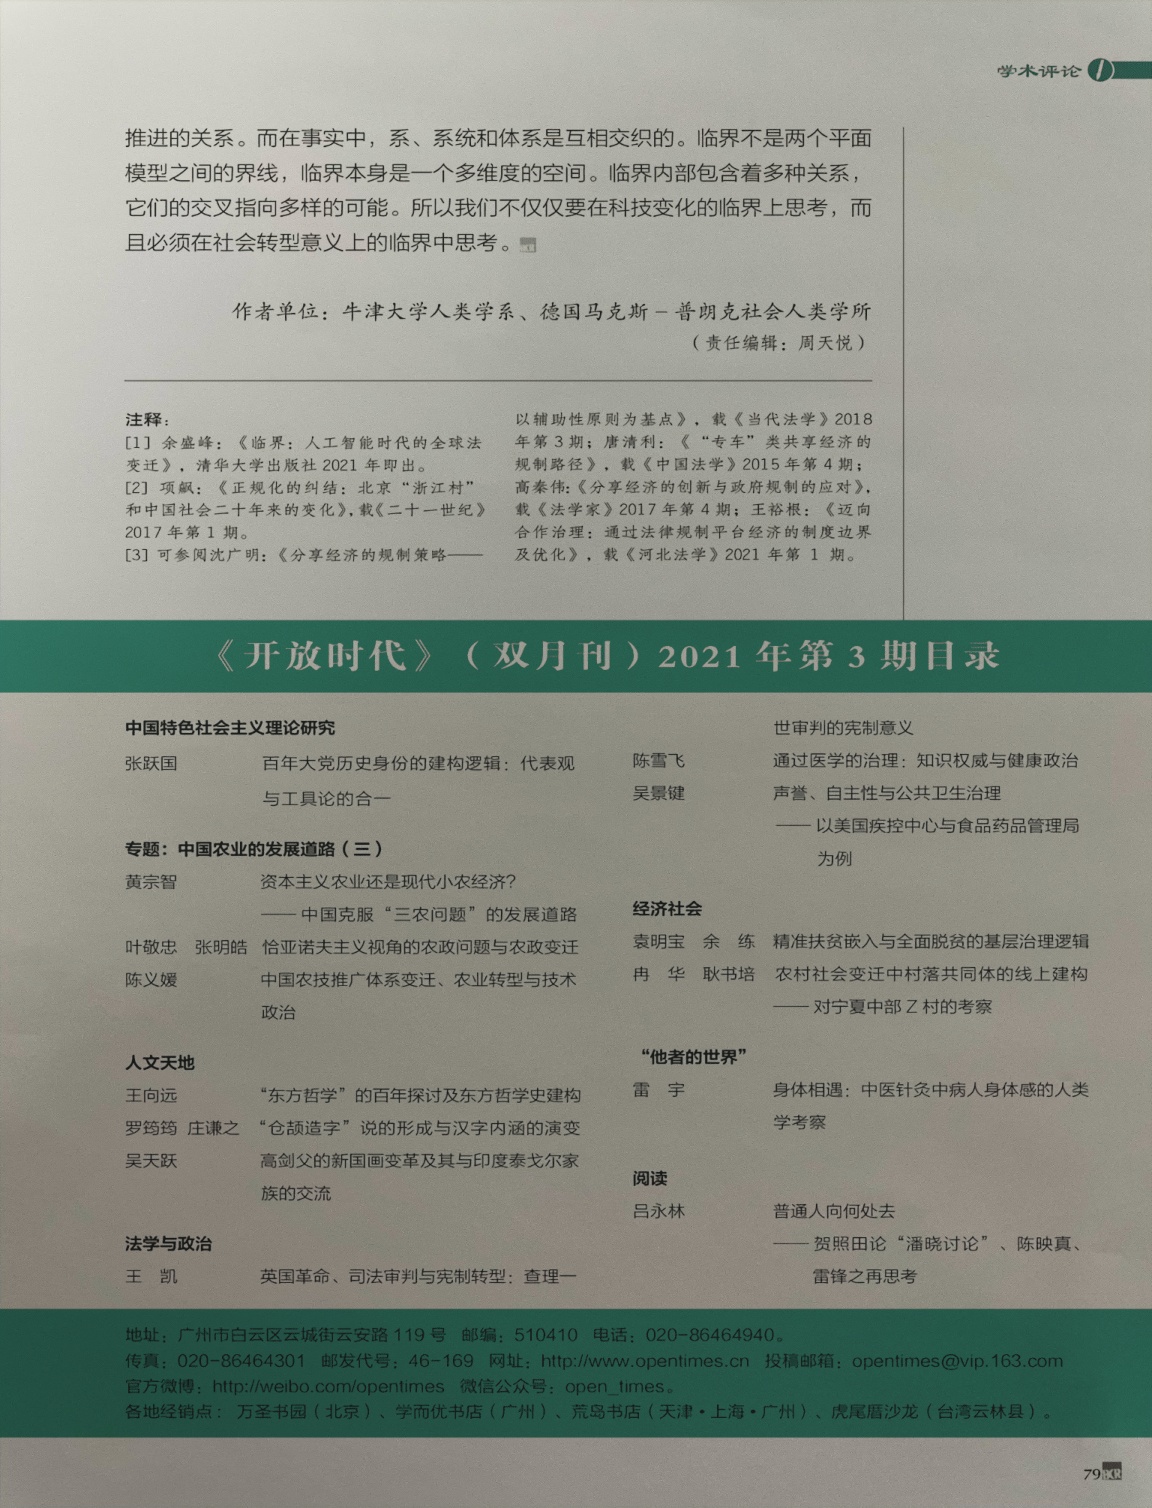 学术评论
推进的关系。而在事实中，系、系统和体系是互相交织的。临界不是两个平面
模型之间的界线，临界本身是一个多维度的空间。临界内部包含着多种关系，
它们的交叉指向多样的可能。所以我们不仅仅要在科技变化的临界上思考，而
且必须在社会转型意义上的临界中思考。
作者单位：牛津大学人类学系、德国马克斯－普朗克社会人类学所
（责任编辑：周天悦）
注释：
[1] 余盛峰：《临界：人工智能时代的全球法
变迁》，清华大学出版社 2021 年即出。
[2] 项飙：《正规化的纠结：北京“浙江村”
和中国社会二十年来的变化》，载《二十一世纪》
2017 年第 1 期。
[3] 可参阅沈广明：《分享经济的规制策略——
以辅助性原则为基点》，载《当代法学》2018
年第 3 期；唐清利：《“专车”类共享经济的
规制路径》，载《中国法学》2015 年第 4 期；
高秦伟：《分享经济的创新与政府规制的应对》，
载《法学家》2017 年第 4 期；王裕根：《迈向
合作治理：通过法律规制平台经济的制度边界
及优化》，载《河北法学》2021 年第 1 期。
《开放时代》（双月刊）2021 年第 3 期目录
中国特色社会主义理论研究
张跃国 百年大党历史身份的建构逻辑：代表观
与工具论的合一
专题：中国农业的发展道路（三）
黄宗智 资本主义农业还是现代小农经济？
——中国克服“三农问题”的发展道路
叶敬忠 张明皓 恰亚诺夫主义视角的农政问题与农政变迁
陈义媛 中国农技推广体系变迁、农业转型与技术
政治
人文天地
王向远 “东方哲学”的百年探讨及东方哲学史建构
罗筠筠 庄谦之 “仓颉造字”说的形成与汉字内涵的演变
吴天跃 高剑父的新国画变革及其与印度泰戈尔家
族的交流
法学与政治
王 凯 英国革命、司法审判与宪制转型：查理一
世审判的宪制意义
陈雪飞 通过医学的治理：知识权威与健康政治
吴景键 声誉、自主性与公共卫生治理
——以美国疾控中心与食品药品管理局
为例
经济社会
袁明宝 余 练 精准扶贫嵌入与全面脱贫的基层治理逻辑
冉 华 耿书培 农村社会变迁中村落共同体的线上建构
——对宁夏中部 Z 村的考察
“他者的世界”
雷 宇 身体相遇：中医针灸中病人身体感的人类
学考察
阅读
吕永林 普通人向何处去
——贺照田论“潘晓讨论”、陈映真、
雷锋之再思考
地址：广州市白云区云城街云安路 119 号 邮编：510410 电话：020-86464940。
传真：020-86464301 邮发代号：46-169 网址：http://www.opentimes.cn 投稿邮箱：opentimes@vip.163.com
官方微博：http://weibo.com/opentimes 微信公众号：open_times。
各地经销点： 万圣书园（北京）、学而优书店（广州）、荒岛书店（天津·上海·广州）、虎尾厝沙龙（台湾云林县）。
79